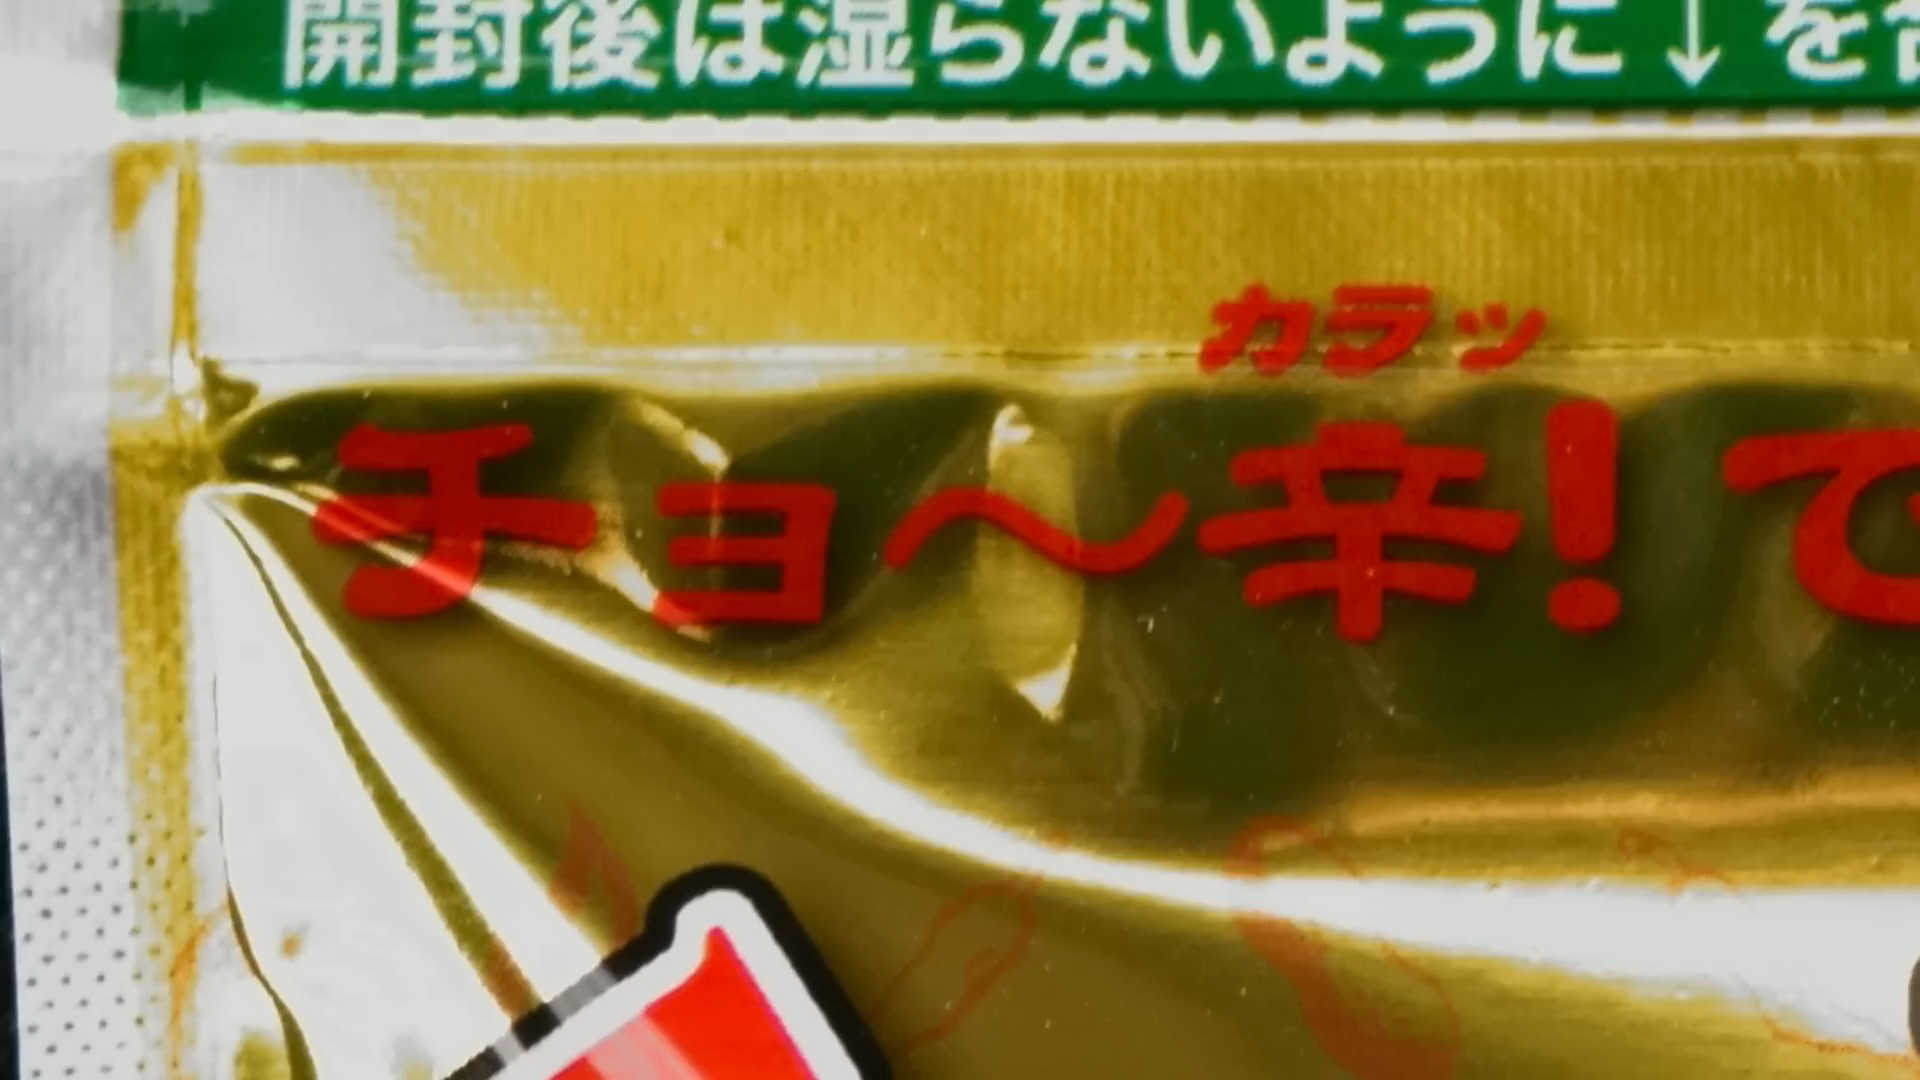 開封後は湿らないように↓を
カラッ
チョ〜辛!で